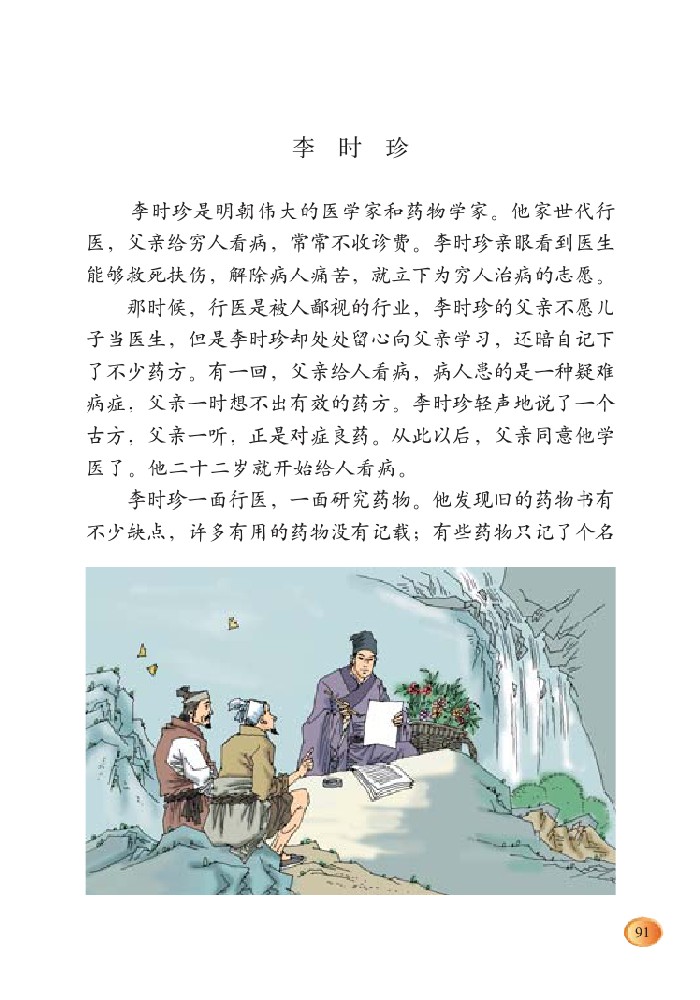 李 时 珍
李时珍是明朝伟大的医学家和药物学家。他家世代行
医，父亲给穷人看病，常常不收诊费。李时珍亲眼看到医生
能够救死扶伤，解除病人痛苦，就立下为穷人治病的志愿。
那时候，行医是被人鄙视的行业，李时珍的父亲不愿儿
子当医生，但是李时珍却处处留心向父亲学习，还暗自记下
了不少药方。有一回，父亲给人看病，病人患的是一种疑难
病症，父亲一时想不出有效的药方。李时珍轻声地说了一个
古方，父亲一听，正是对症良药。从此以后，父亲同意他学
医了。他二十二岁就开始给人看病。
李时珍一面行医，一面研究药物。他发现旧的药物书有
不少缺点，许多有用的药物没有记载；有些药物只记了个名
91